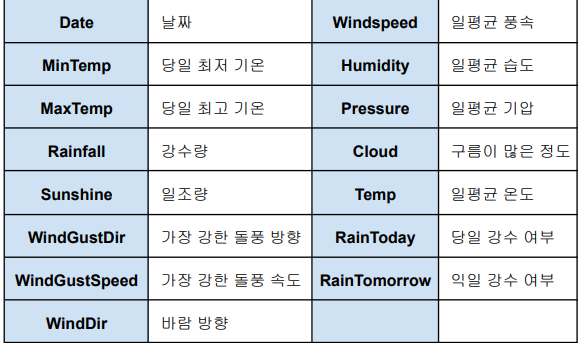 Date 날짜 Windspeed 일평균 풍속
MinTemp 당일 최저 기온 Humidity 일평균 습도
MaxTemp 당일 최고 기온 Pressure 일평균 기압
Rainfall 강수량 Cloud 구름이 많은 정도
Sunshine 일조량 Temp 일평균 온도
WindGustDir 가장 강한 돌풍 방향 RainToday 당일 강수 여부
WindGustSpeed 가장 강한 돌풍 속도 RainTomorrow 익일 강수 여부
WindDir 바람 방향